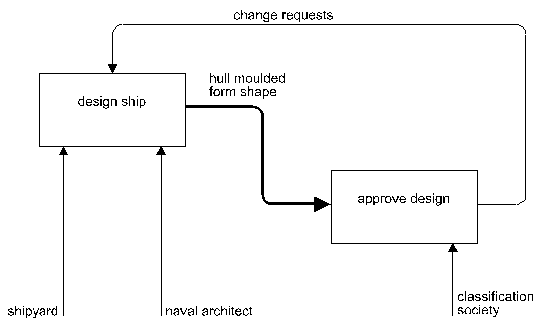 change requests
hull moulded
form shape
design ship
approve design
shipyard
naval architect
classification
society